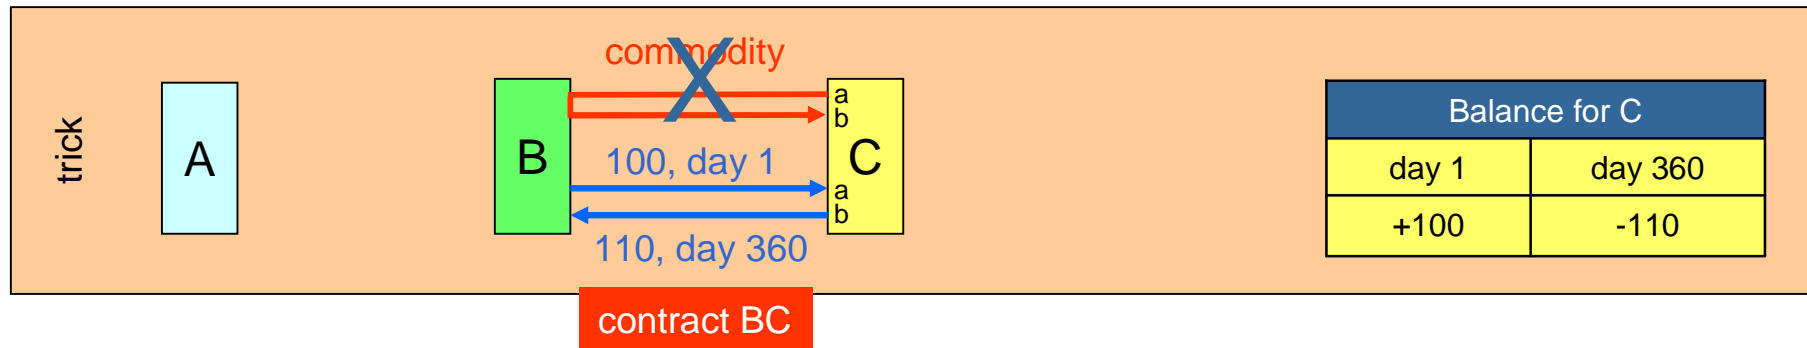 trick
A
commodity
B
a
b
100, day 1
C
a
b
110, day 360
contract BC
Balance for C
day 1 day 360
+100 -110